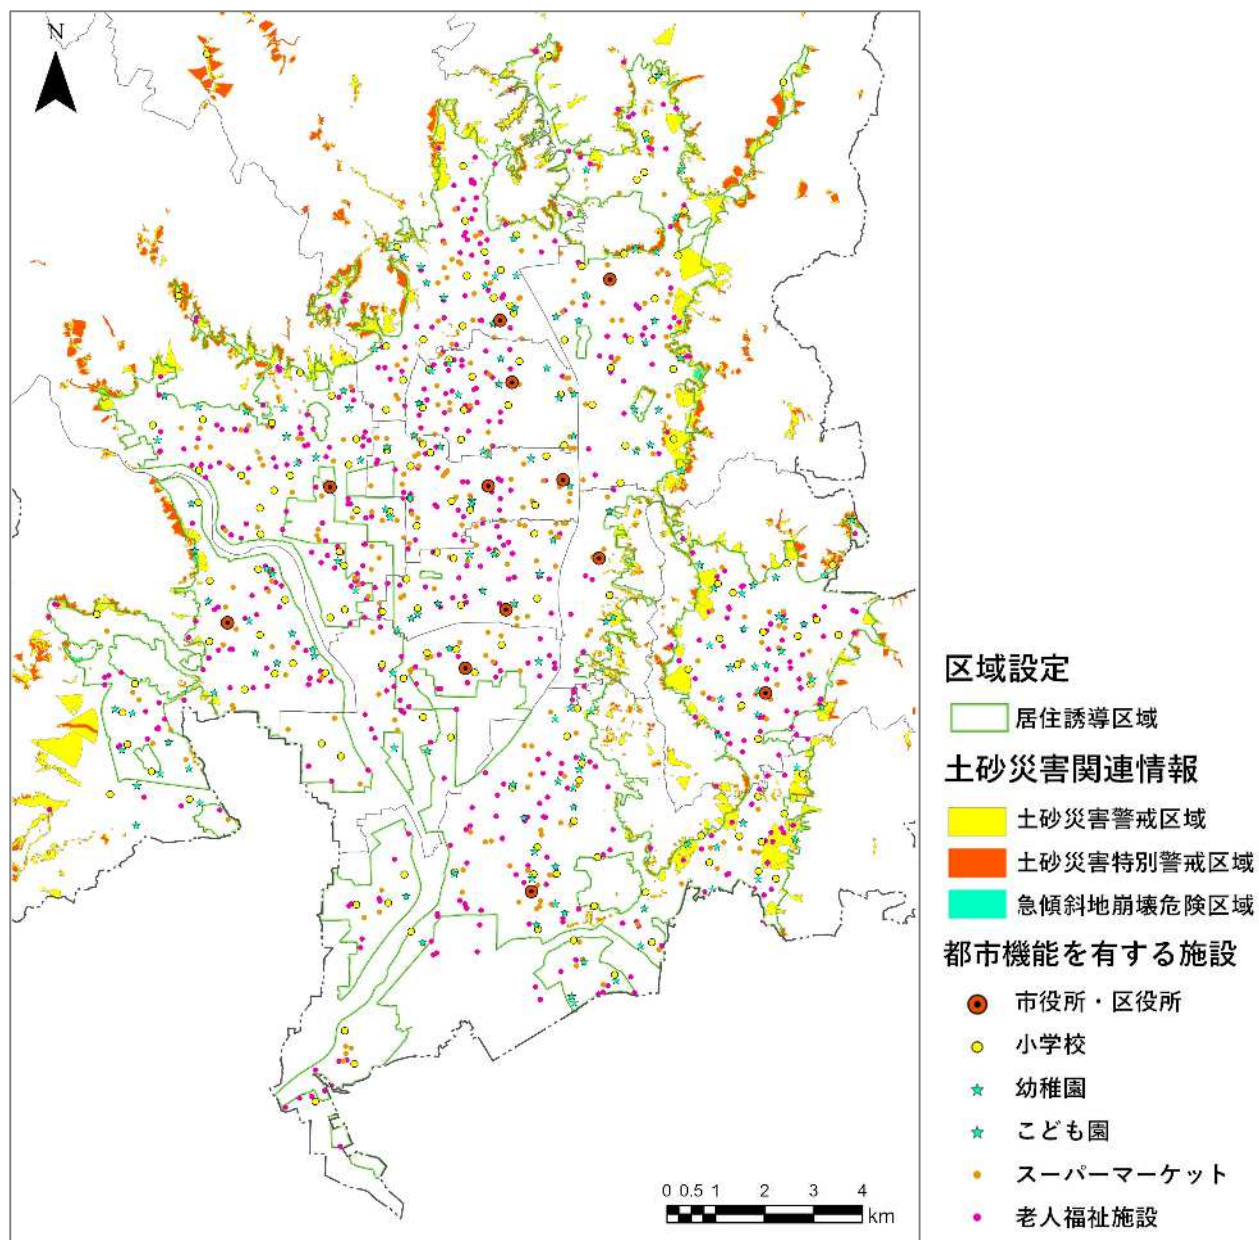 N
区域設定
居住誘導区域
土砂災害関連情報
土砂災害警戒区域
土砂災害特別警戒区域
急傾斜地崩壊危険区域
都市機能を有する施設
市役所・区役所
小学校
幼稚園
こども園
スーパーマーケット
老人福祉施設
0 0.5 1 2 3 4
km